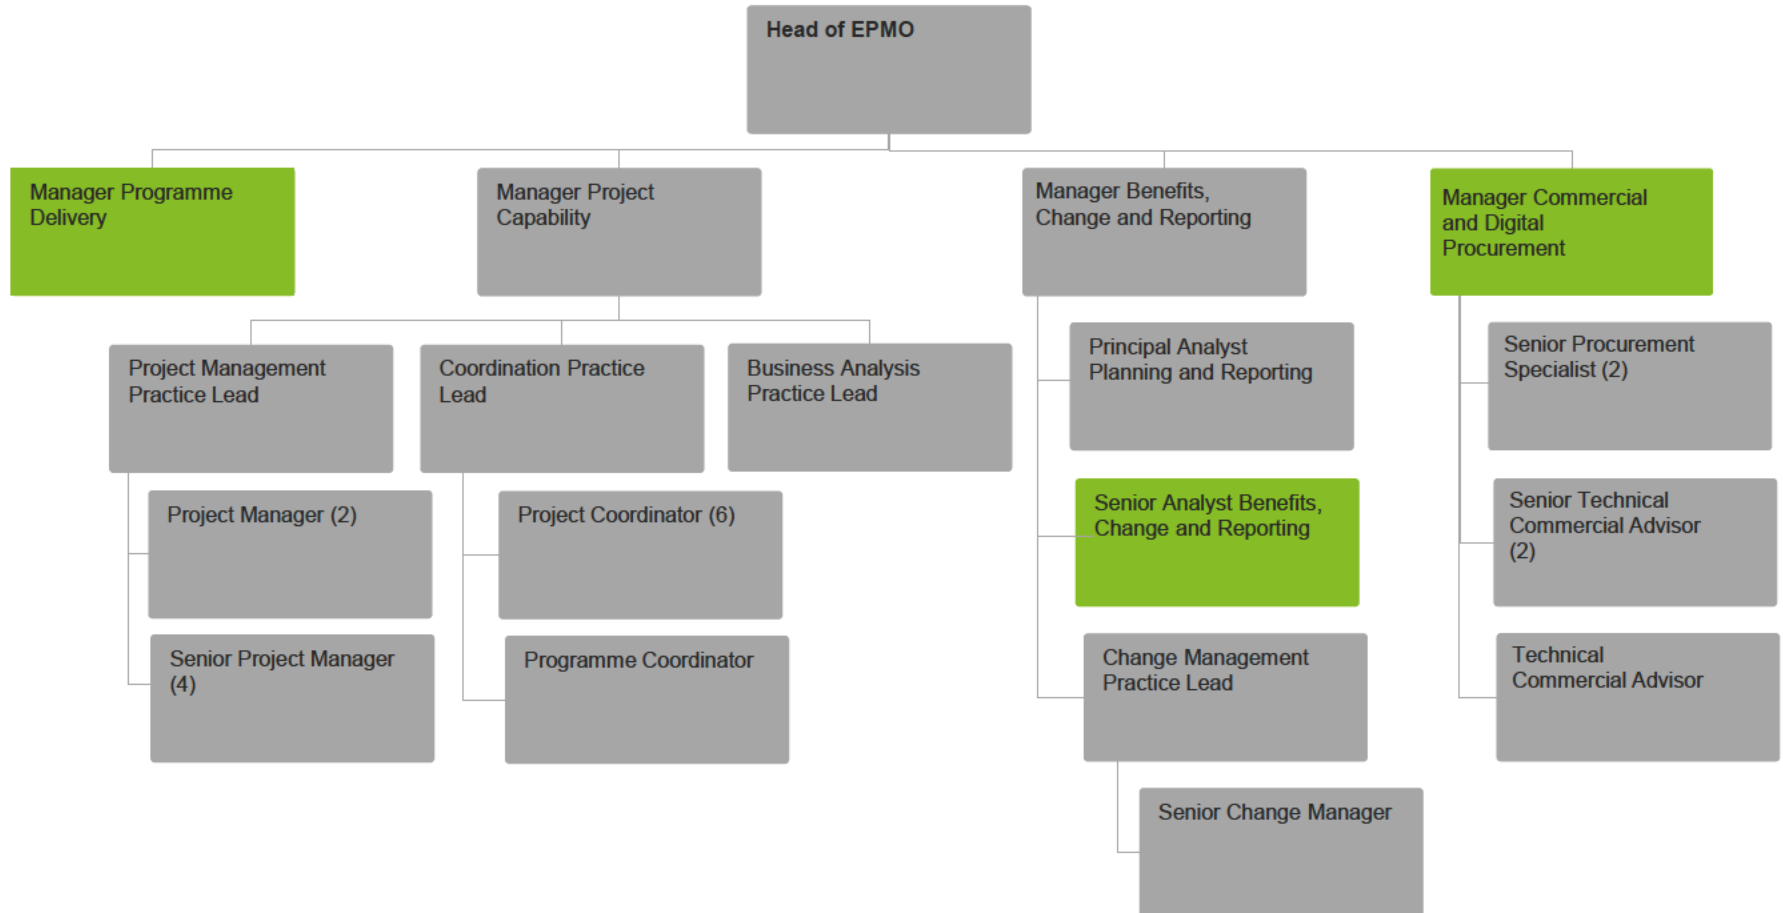 Head of EPMO
Manager Programme
Delivery
Manager Project
Capability
Manager Benefits,
Change and Reporting
Manager Commercial
and Digital
Procurement
Project Management
Practice Lead
Coordination Practice
Lead
Business Analysis
Practice Lead
Principal Analyst
Planning and Reporting
Senior Procurement
Specialist (2)
Project Manager (2)
Project Coordinator (6)
Senior Analyst Benefits,
Change and Reporting
Senior Technical
Commercial Advisor
(2)
Senior Project Manager
(4)
Programme Coordinator
Change Management
Practice Lead
Technical
Commercial Advisor
Senior Change Manager